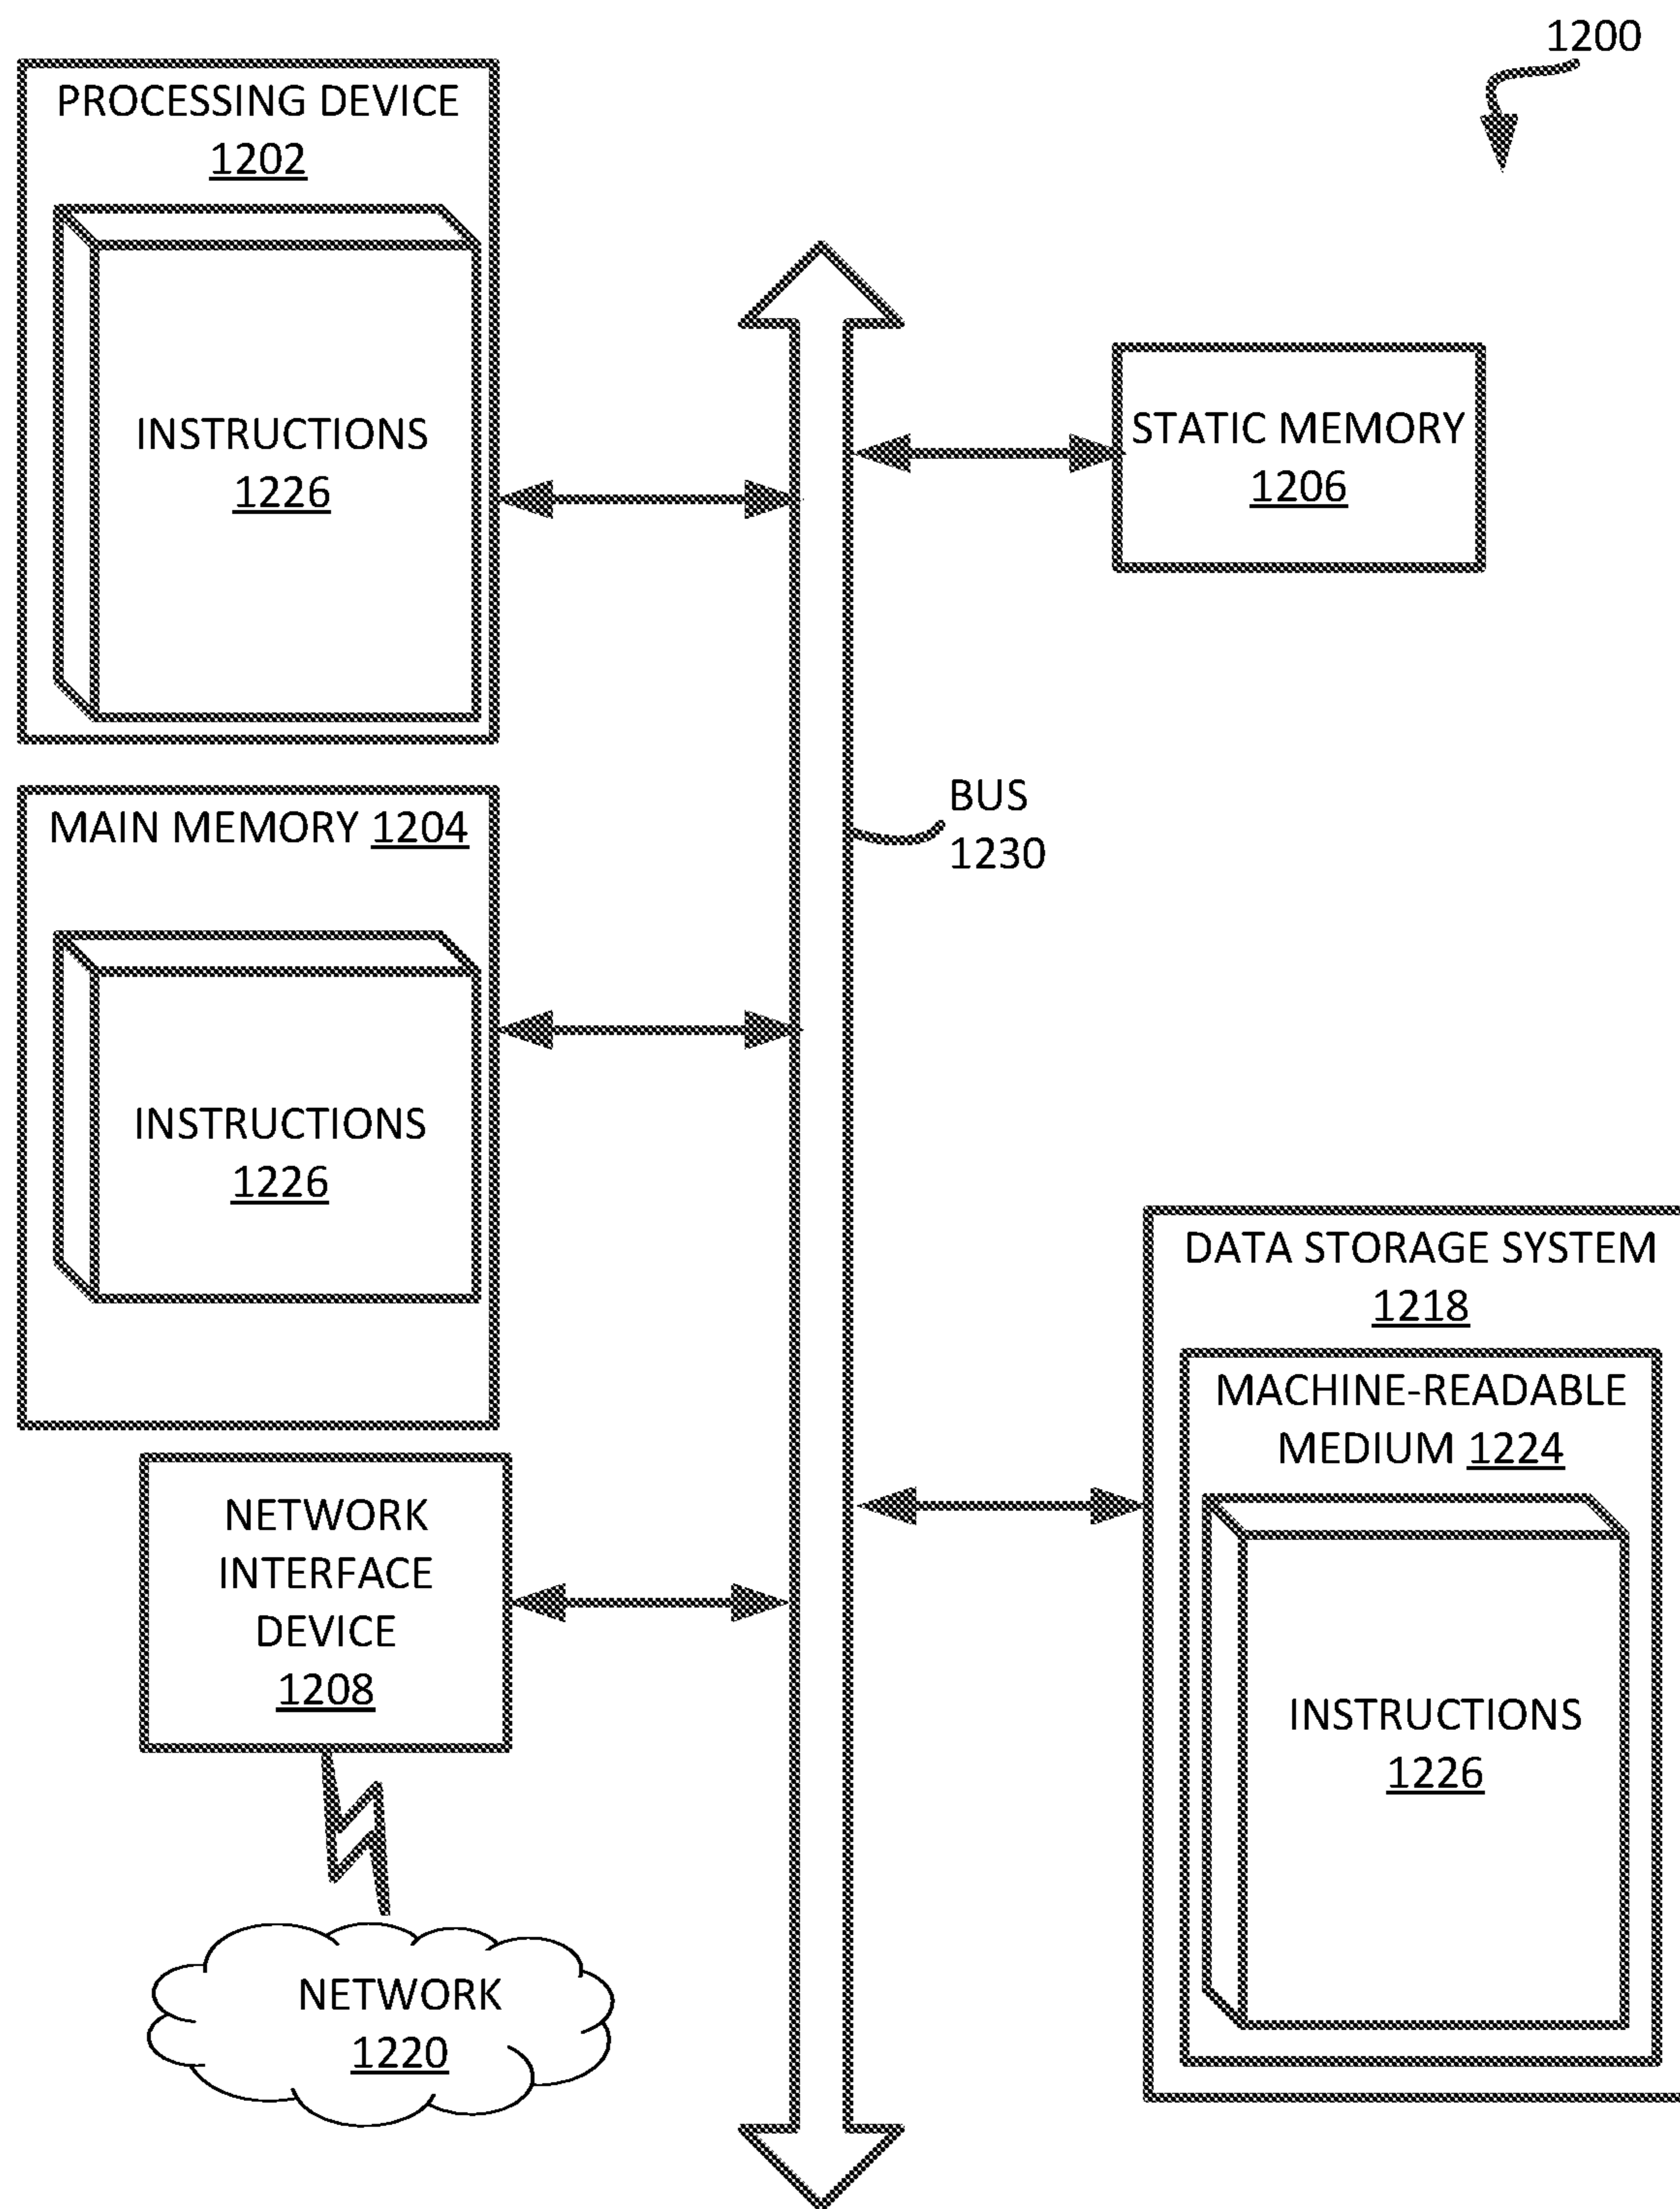 1200
PROCESSING DEVICE
1202
INSTRUCTIONS
1226
STATIC MEMORY
1206
BUS
1230
MAIN MEMORY 1204
INSTRUCTIONS
1226
DATA STORAGE SYSTEM
1218
MACHINE-READABLE
MEDIUM 1224
INSTRUCTIONS
1226
NETWORK
INTERFACE
DEVICE
1208
NETWORK
1220